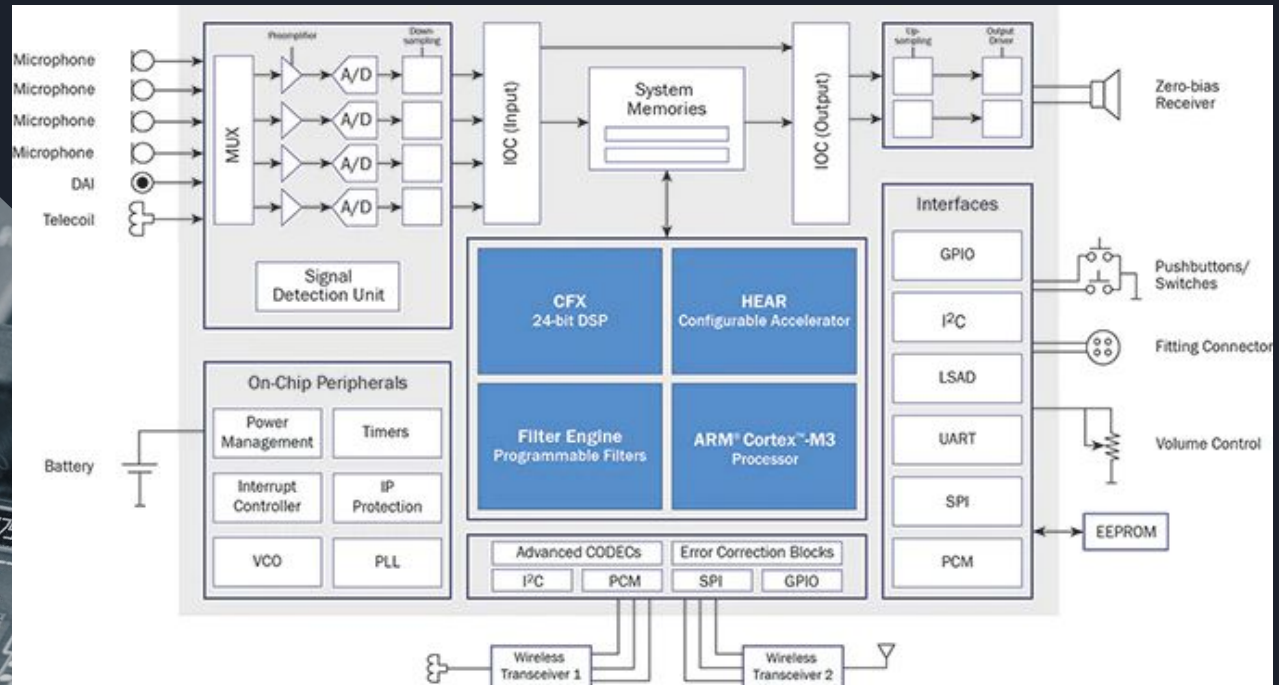 Microphone
Microphone
Microphone
Microphone
DAI
Telecoil
Preamplifier
Down-
sampling
MUX
A/D
A/D
A/D
A/D
Signal
Detection Unit
IOC (Input)
System
Memories
IOC (Output)
Up-
sampling
Output
Driver
Zero-bias
Receiver
CFX
24-bit DSP
HEAR
Configurable Accelerator
Filter Engine
Programmable Filters
ARM® Cortex™-M3
Processor
On-Chip Peripherals
Power
Management
Timers
Interrupt
Controller
IP
Protection
VCO
PLL
Battery
Interfaces
GPIO
I²C
LSAD
UART
SPI
PCM
Pushbuttons/
Switches
Fitting Connector
Volume Control
EEPROM
Advanced CODECs
Error Correction Blocks
I²C
PCM
SPI
GPIO
Wireless
Transceiver 1
Wireless
Transceiver 2